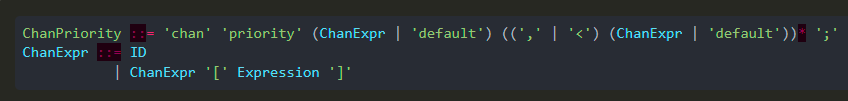 ChanPriority ::= 'chan' 'priority' (ChanExpr | 'default') ((',' | '<') (ChanExpr | 'default'))* ';'
ChanExpr ::= ID
| ChanExpr '[' Expression ']'